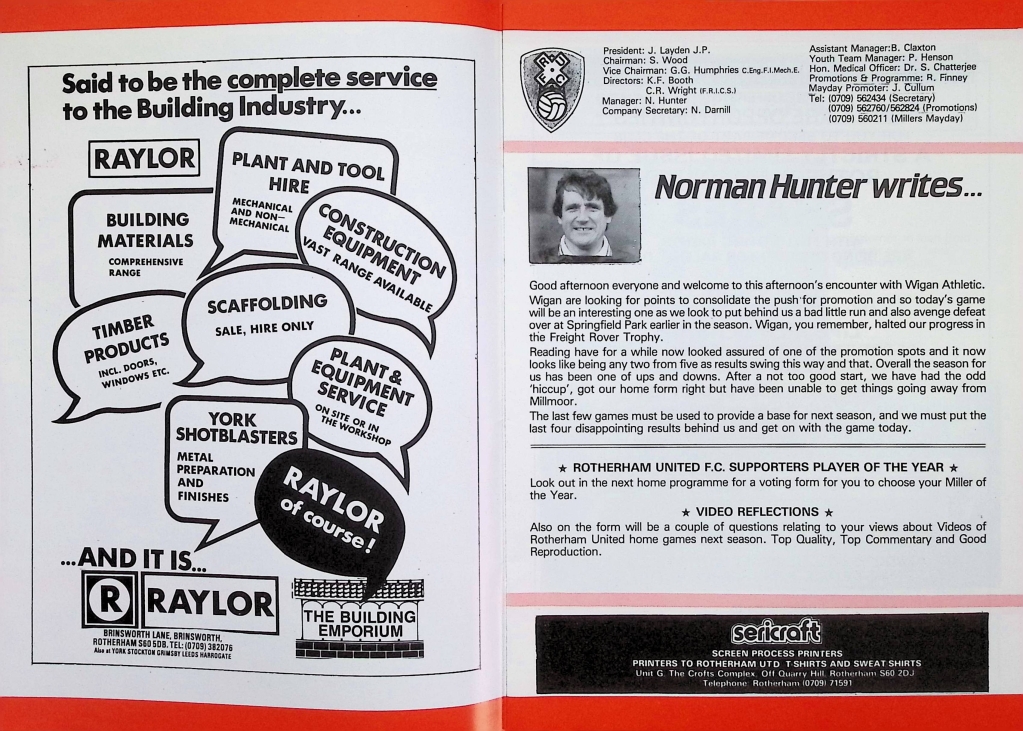 Said to be the complete service
to the Building Industry...
RAYLOR
PLANT AND TOOL
HIRE
MECHANICAL
AND NON—
MECHANICAL
BUILDING
MATERIALS
COMPREHENSIVE
RANGE
CONSTRUCTION
EQUIPMENT
VAST RANGE AVAILABLE
SCAFFOLDING
SALE, HIRE ONLY
TIMBER
PRODUCTS
INCL. DOORS,
WINDOWS ETC.
PLANT &
EQUIPMENT
SERVICE
ON SITE OR IN
THE WORKSHOP
YORK
SHOTBLASTERS
METAL
PREPARATION
AND
FINISHES
RAYLOR
of course!
...AND IT IS...
R RAYLOR
BRINSWORTH LANE, BRINSWORTH,
ROTHERHAM S60 5DB. TEL: (0709) 382076
Also at YORK STOCKTON GRIMSBY LEEDS HARROGATE
THE BUILDING
EMPORIUM
President: J. Layden J.P.
Chairman: S. Wood
Vice Chairman: G.G. Humphries C.Eng.F.I.Mech.E.
Directors: K.F. Booth
C.R. Wright (F.R.I.C.S.)
Manager: N. Hunter
Company Secretary: N. Darnill
Assistant Manager:B. Claxton
Youth Team Manager: P. Henson
Hon. Medical Officer: Dr. S. Chatterjee
Promotions & Programme: R. Finney
Mayday Promoter: J. Cullum
Tel: (0709) 562434 (Secretary)
(0709) 562760/562824 (Promotions)
(0709) 560211 (Millers Mayday)
Norman Hunter writes...
Good afternoon everyone and welcome to this afternoon's encounter with Wigan Athletic.
Wigan are looking for points to consolidate the push for promotion and so today's game
will be an interesting one as we look to put behind us a bad little run and also avenge defeat
over at Springfield Park earlier in the season. Wigan, you remember, halted our progress in
the Freight Rover Trophy.
Reading have for a while now looked assured of one of the promotion spots and it now
looks like being any two from five as results swing this way and that. Overall the season for
us has been one of ups and downs. After a not too good start, we have had the odd
'hiccup', got our home form right but have been unable to get things going away from
Millmoor.
The last few games must be used to provide a base for next season, and we must put the
last four disappointing results behind us and get on with the game today.
★ ROTHERHAM UNITED F.C. SUPPORTERS PLAYER OF THE YEAR ★
Look out in the next home programme for a voting form for you to choose your Miller of
the Year.
★ VIDEO REFLECTIONS ★
Also on the form will be a couple of questions relating to your views about Videos of
Rotherham United home games next season. Top Quality, Top Commentary and Good
Reproduction.
sericraft
SCREEN PROCESS PRINTERS
PRINTERS TO ROTHERHAM UTD T-SHIRTS AND SWEAT SHIRTS
Unit G, The Crofts Complex, Off Quarry Hill, Rotherham S60 2DJ
Telephone: Rotherham (0709) 71591